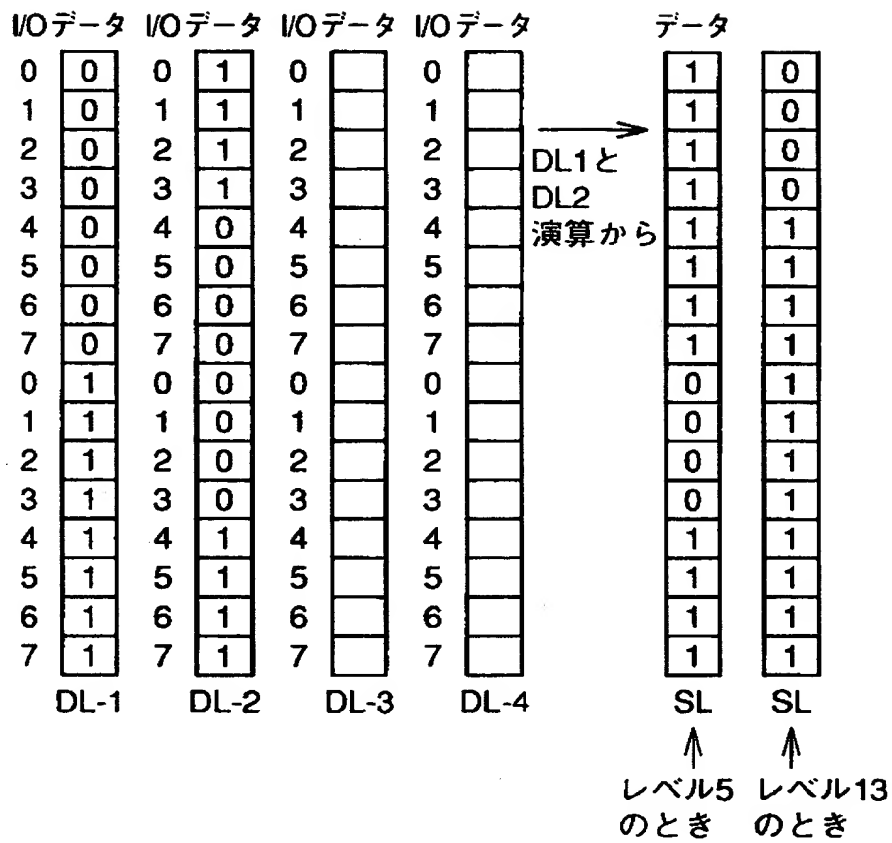 I/Oデータ I/Oデータ I/Oデータ I/Oデータ データ
0 0 0 1 0 0 1 0
1 0 1 1 1 1 1 0
2 0 2 1 2 2 1 0
3 0 3 1 3 3 1 0
4 0 4 0 4 4 1 1
5 0 5 0 5 5 1 1
6 0 6 0 6 6 1 1
7 0 7 0 7 7 1 1
0 1 0 0 0 0 0 1
1 1 1 0 1 1 0 1
2 1 2 0 2 2 0 1
3 1 3 0 3 3 0 1
4 1 4 1 4 4 1 1
5 1 5 1 5 5 1 1
6 1 6 1 6 6 1 1
7 1 7 1 7 7 1 1
DL1と
DL2
演算から
DL-1 DL-2 DL-3 DL-4 SL SL
レベル5
のとき
レベル13
のとき